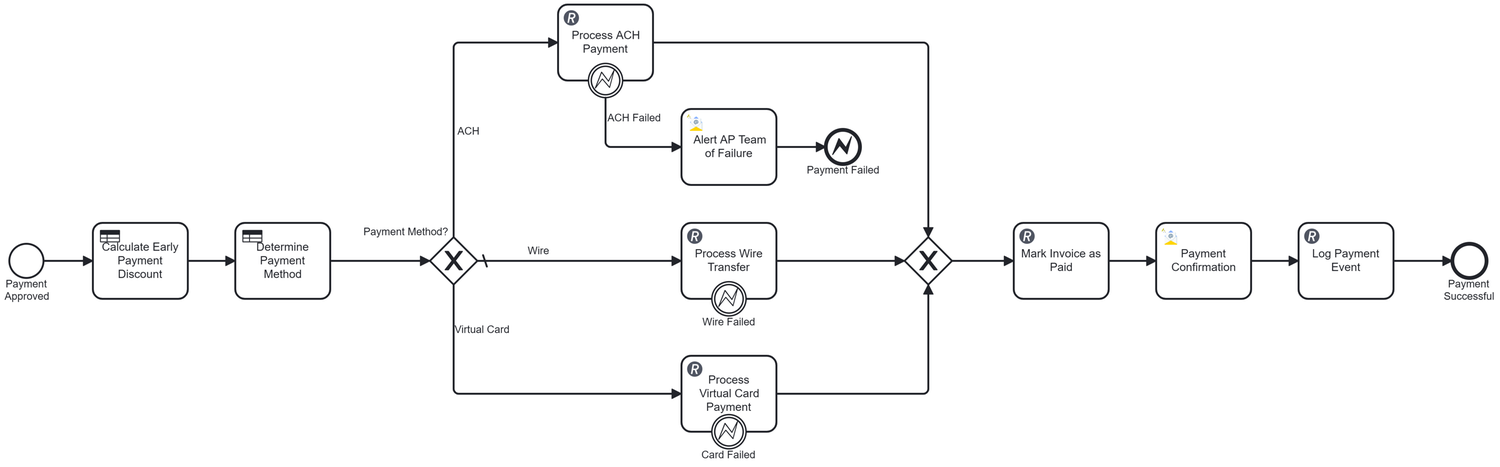 Process ACH
Payment
ACH Failed
ACH
Alert AP Team
of Failure
Payment Failed
Payment Method?
Payment
Approved
Calculate Early
Payment
Discount
Determine
Payment
Method
Wire
Process Wire
Transfer
Wire Failed
Mark Invoice as
Paid
Payment
Confirmation
Log Payment
Event
Payment
Successful
Virtual Card
Process
Virtual Card
Payment
Card Failed